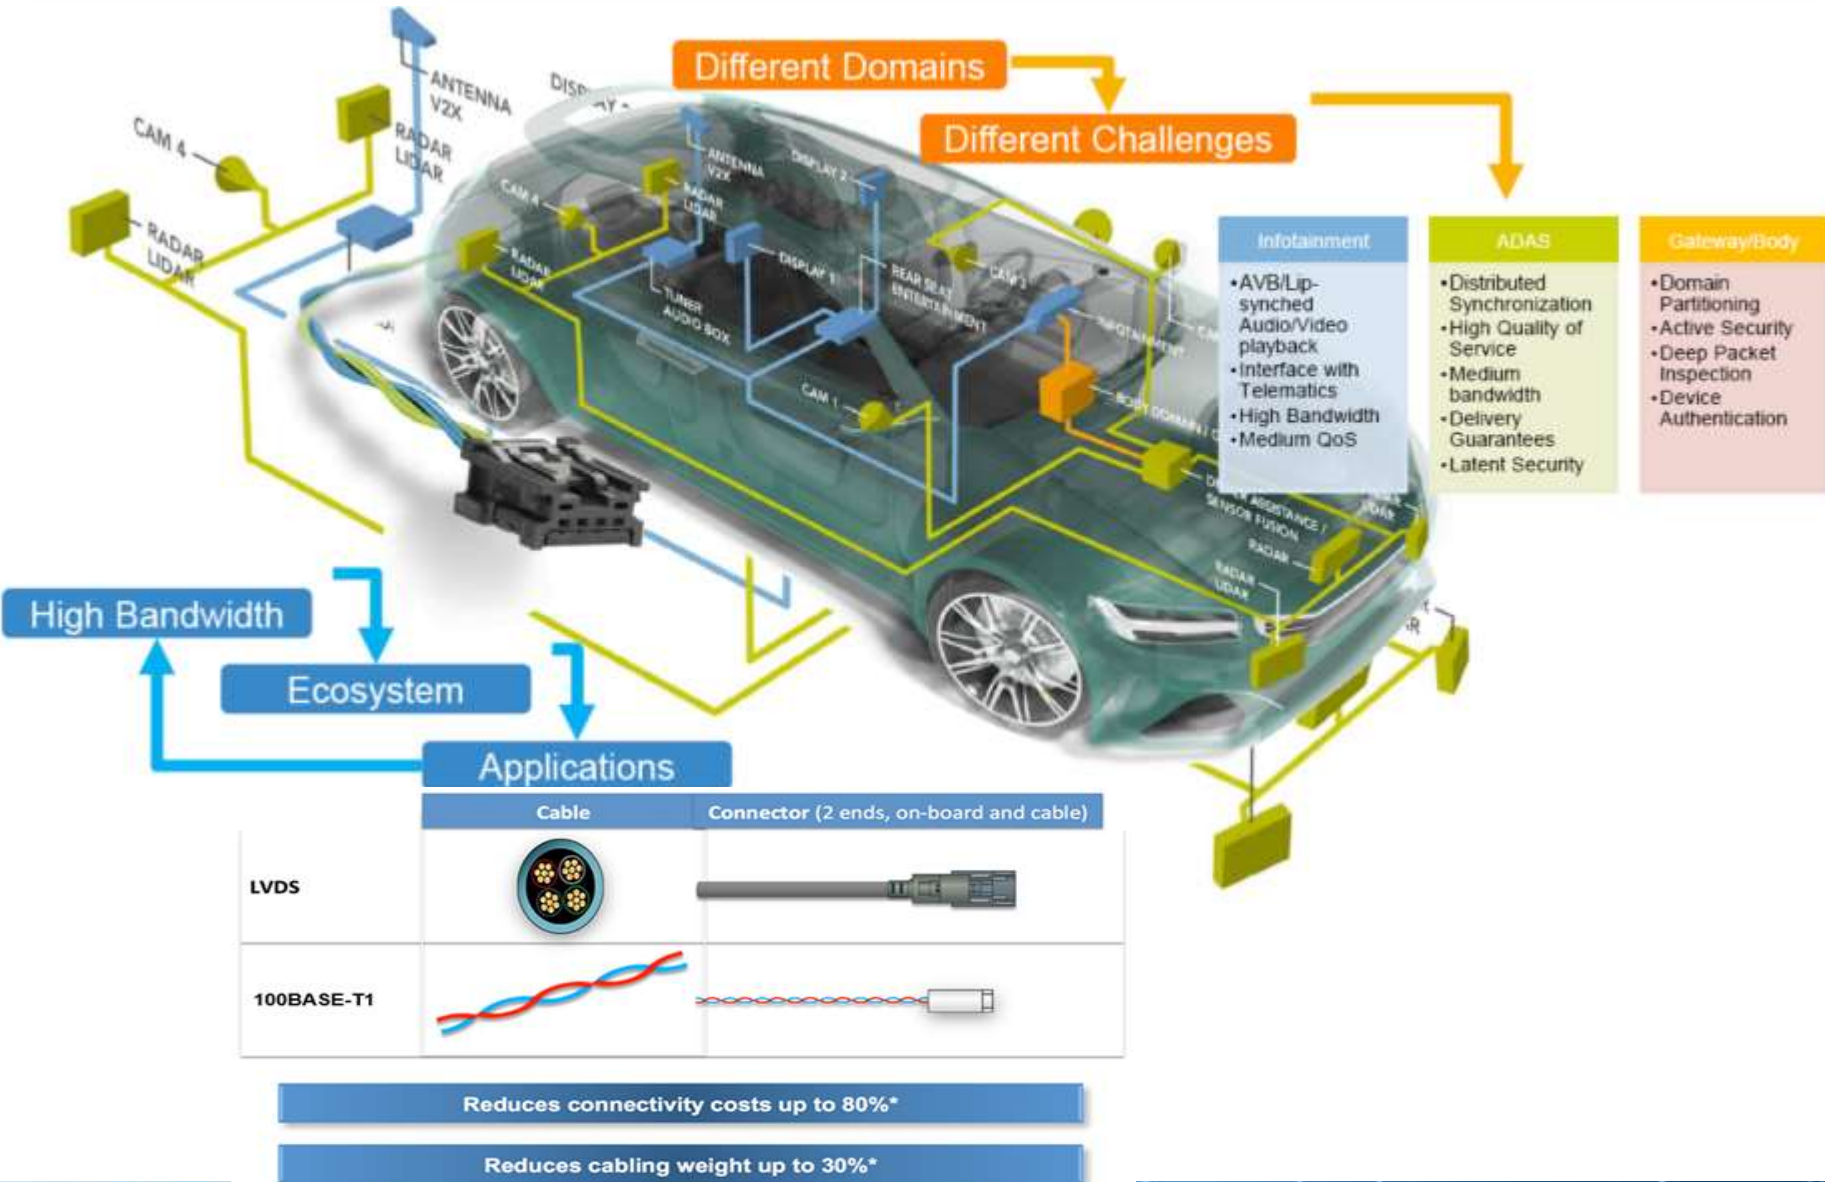 Different Domains
Different Challenges
ANTENNA
V2X
RADAR
LIDAR
CAM 4
RADAR
LIDAR
ANTENNA
V2X
DISPLAY 2
CAM 4
RADAR
LIDAR
RADAR
LIDAR
DISPLAY 1
REAR SEAT
ENTERTAINMENT
CAM 3
TUNER
AUDIO BOX
INFOTAINMENT
CAM 1
BODY DOMAIN /
DRIVER ASSISTANCE /
SENSOR FUSION
LIDAR
RADAR
RADAR
LIDAR
Infotainment
•AVB/Lip-
synched
Audio/Video
playback
•Interface with
Telematics
•High Bandwidth
•Medium QoS
ADAS
•Distributed
Synchronization
•High Quality of
Service
•Medium
bandwidth
•Delivery
Guarantees
•Latent Security
Gateway/Body
•Domain
Partitioning
•Active Security
•Deep Packet
Inspection
•Device
Authentication
High Bandwidth
Ecosystem
Applications
Cable
Connector (2 ends, on-board and cable)
LVDS
100BASE-T1
Reduces connectivity costs up to 80%*
Reduces cabling weight up to 30%*